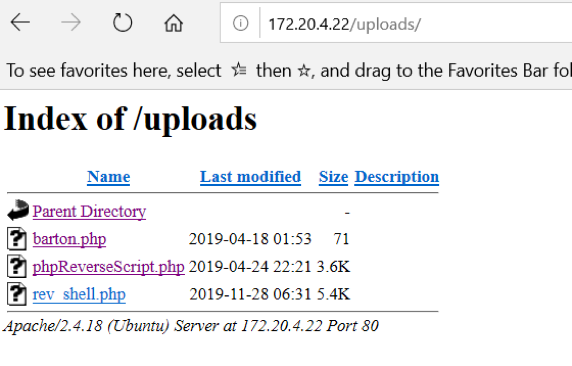 172.20.4.22/uploads/
To see favorites here, select then , and drag to the Favorites Bar fol
Index of /uploads
Name Last modified Size Description
Parent Directory -
barton.php 2019-04-18 01:53 71
phpReverseScript.php 2019-04-24 22:21 3.6K
rev_shell.php 2019-11-28 06:31 5.4K
Apache/2.4.18 (Ubuntu) Server at 172.20.4.22 Port 80